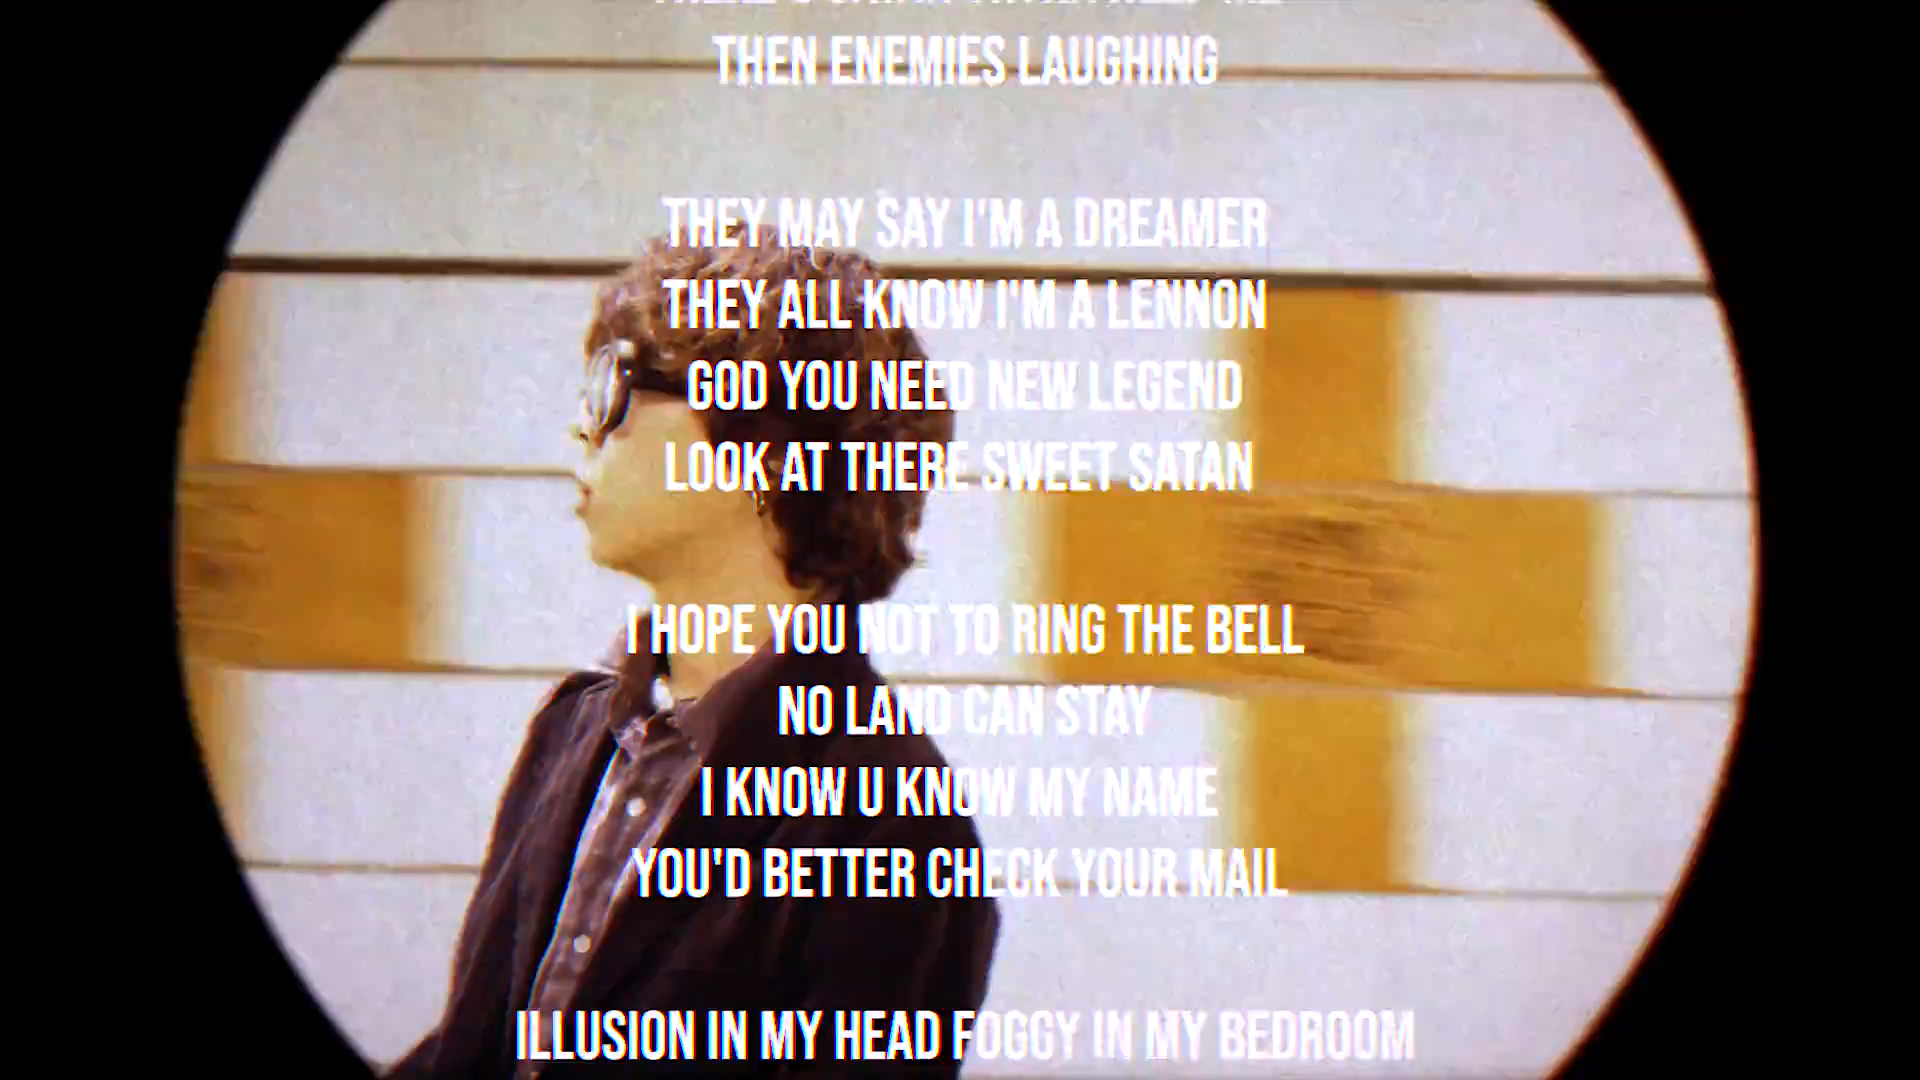 THEN ENEMIES LAUGHING
THEY MAY SAY I'M A DREAMER
THEY ALL KNOW I'M A LENNON
GOD YOU NEED NEW LEGEND
LOOK AT THERE SWEET SATAN
I HOPE YOU NOT TO RING THE BELL
NO LAND CAN STAY
I KNOW U KNOW MY NAME
YOU'D BETTER CHECK YOUR MAIL
ILLUSION IN MY HEAD FOGGY IN MY BEDROOM